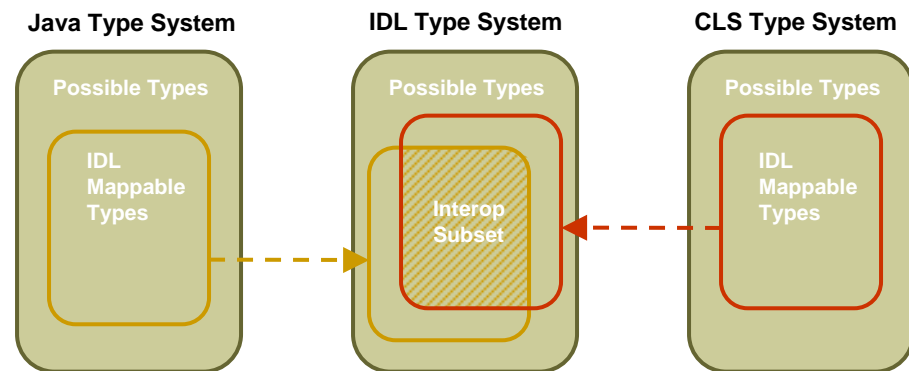 Java Type System
IDL Type System
CLS Type System
Possible Types
Possible Types
Possible Types
IDL
Mappable
Types
Interop
Subset
IDL
Mappable
Types